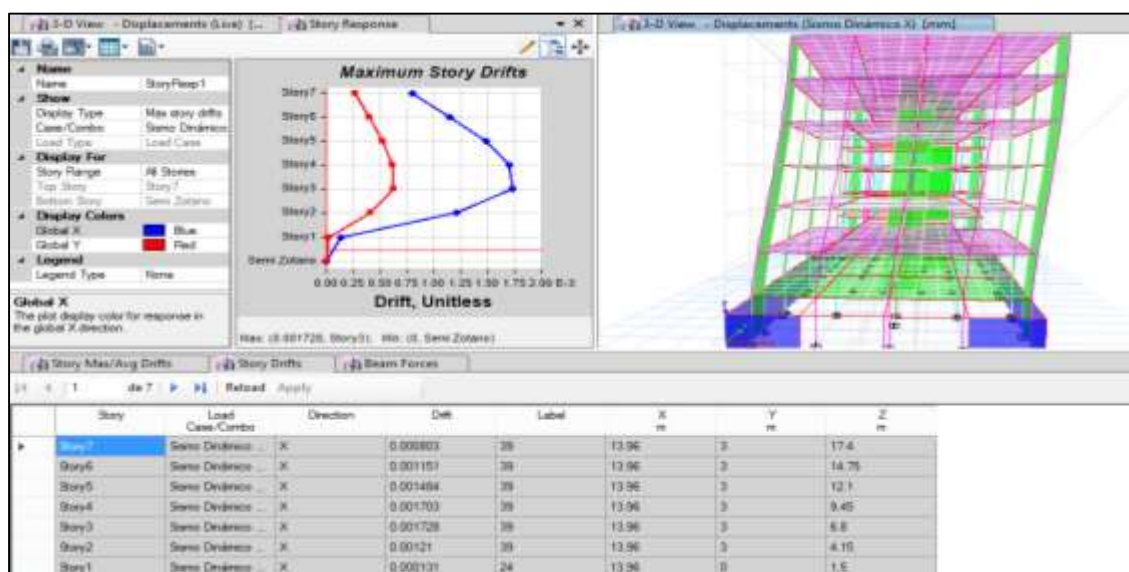 3-D View - Displacements (Live) [...
Story Response
3-D View - Displacements (Sismo Dinámico X) [mm]
Name
Name StoryResp1
Show
Display Type Max story drifts
Case/Combo Sismo Dinámico
Load Type Load Case
Display For
Story Range All Stories
Top Story Story7
Bottom Story Semi Zotano
Display Colors
Global X Blue
Global Y Red
Legend
Legend Type None
Global X
The plot display color for response in
the global X direction.
Maximum Story Drifts
Story7
Story6
Story5
Story4
Story3
Story2
Story1
Semi Zotano
0.00 0.25 0.50 0.75 1.00 1.25 1.50 1.75 2.00 E-3
Drift, Unitless
Max: (0.001728, Story3); Min: (0, Semi Zotano)
Story Max/Avg Drifts
Story Drifts
Beam Forces
1 de 7 Reload Apply
Story Load Case/Combo Direction Drift Label X m Y m Z m
Story7 Sismo Dinámico ... X 0.000803 39 13.96 3 17.4
Story6 Sismo Dinámico ... X 0.001151 39 13.96 3 14.75
Story5 Sismo Dinámico ... X 0.001484 39 13.96 3 12.1
Story4 Sismo Dinámico ... X 0.001703 39 13.96 3 9.45
Story3 Sismo Dinámico ... X 0.001728 39 13.96 3 6.8
Story2 Sismo Dinámico ... X 0.00121 39 13.96 3 4.15
Story1 Sismo Dinámico ... X 0.000131 24 13.96 0 1.5